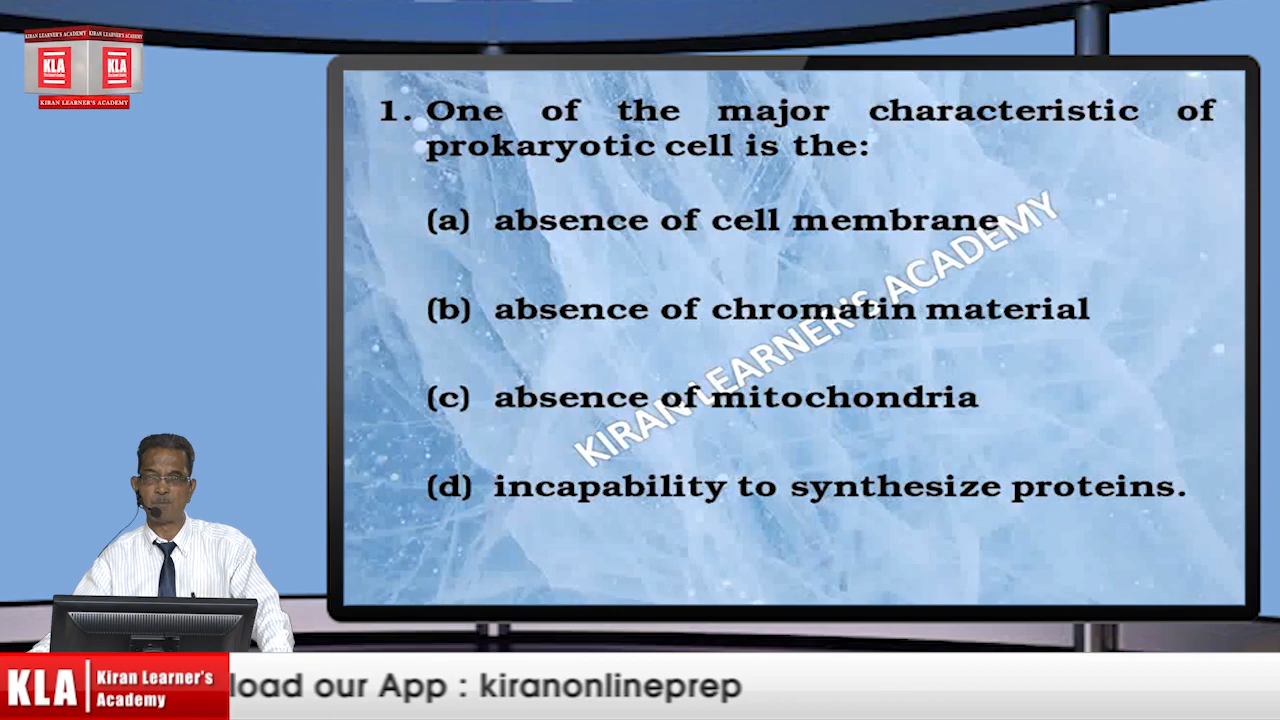 KIRAN LEARNER'S ACADEMY KIRAN LEARNER'S ACADEMY
KLA KLA
KIRAN LEARNER'S ACADEMY
1. One of the major characteristic of
prokaryotic cell is the:
(a) absence of cell membrane
(b) absence of chromatin material
(c) absence of mitochondria
(d) incapability to synthesize proteins.
KIRAN LEARNER'S ACADEMY
KLA
Kiran Learner's
Academy
load our App : kiranonlineprep